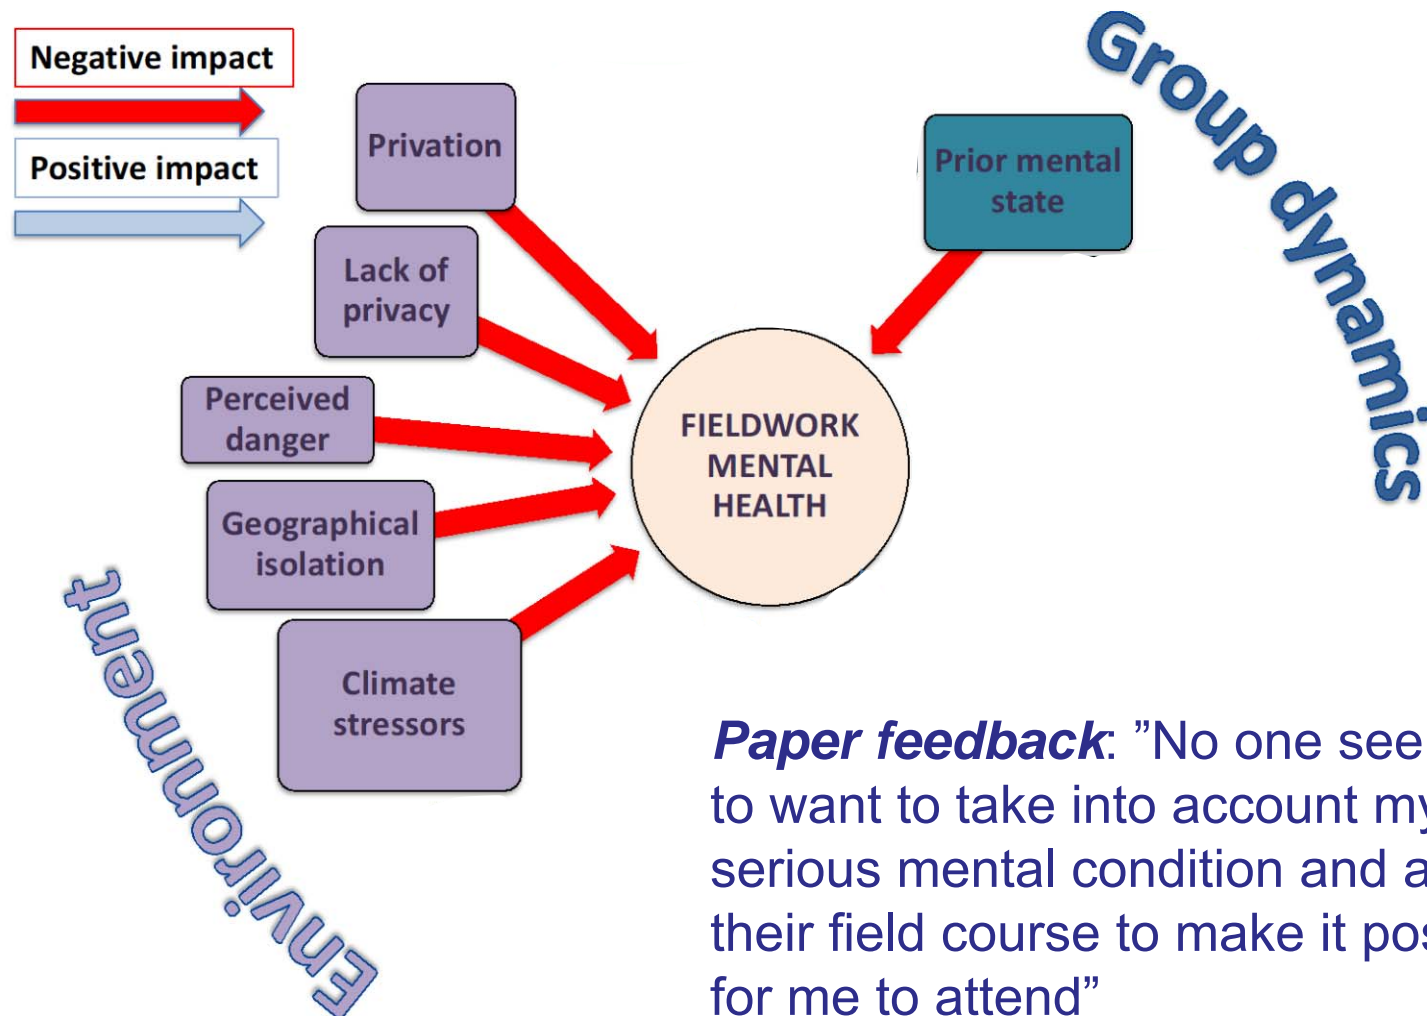 Negative impact
Positive impact
Privation
Lack of
privacy
Perceived
danger
Geographical
isolation
Climate
stressors
Environment
FIELDWORK
MENTAL
HEALTH
Prior mental
state
Group dynamics
Paper feedback: ”No one see
to want to take into account my
serious mental condition and a
their field course to make it pos
for me to attend”